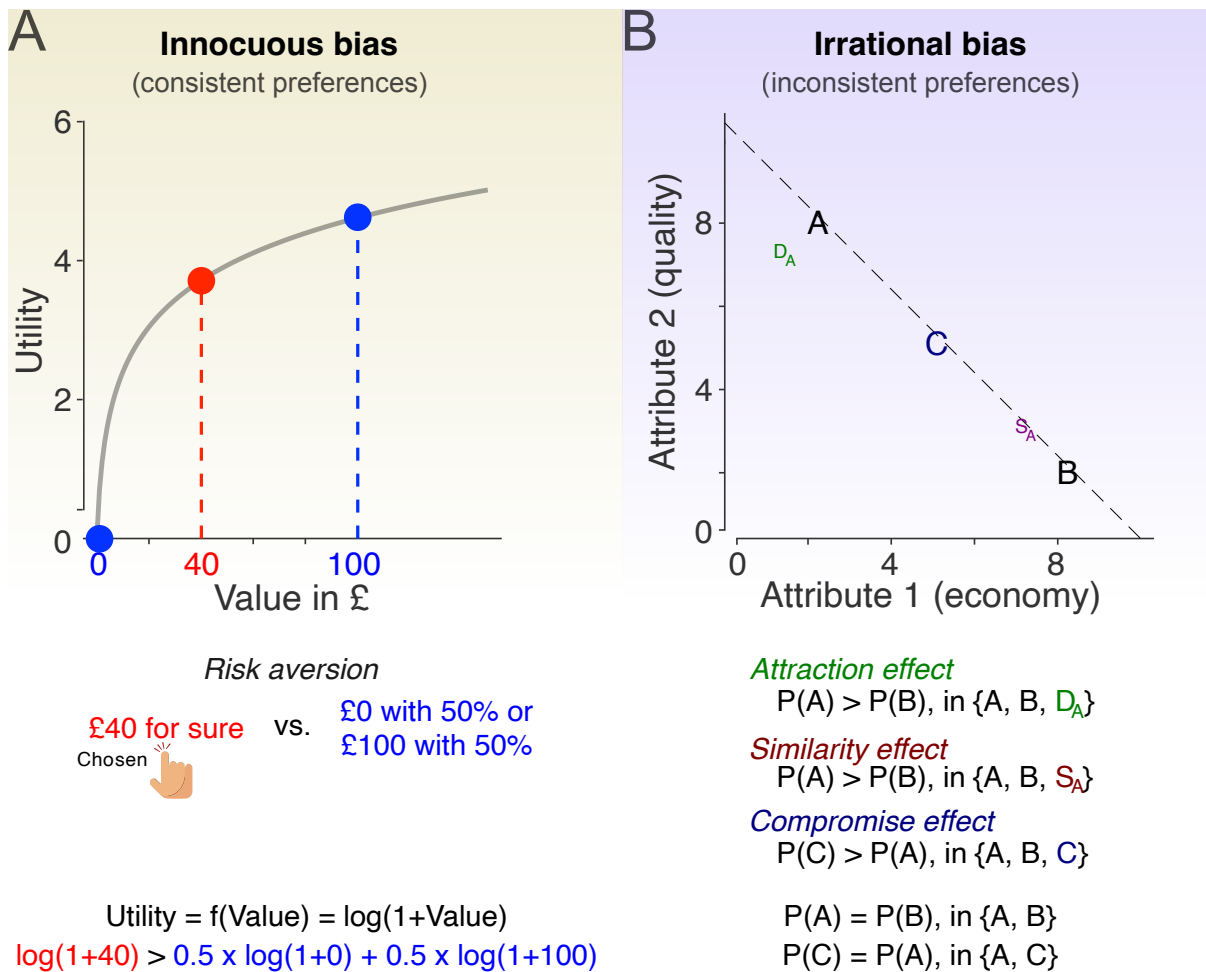 A
Innocuous bias
(consistent preferences)
6
4
2
0
Utility
0
40
100
Value in £
Risk aversion
£40 for sure
Chosen
vs.
£0 with 50% or
£100 with 50%
Utility = f(Value) = log(1+Value)
log(1+40) > 0.5 x log(1+0) + 0.5 x log(1+100)
B
Irrational bias
(inconsistent preferences)
Attribute 2 (quality)
8
4
0
A
D_A
C
S_A
B
0
4
8
Attribute 1 (economy)
Attraction effect
P(A) > P(B), in {A, B, D_A}
Similarity effect
P(A) > P(B), in {A, B, S_A}
Compromise effect
P(C) > P(A), in {A, B, C}
P(A) = P(B), in {A, B}
P(C) = P(A), in {A, C}